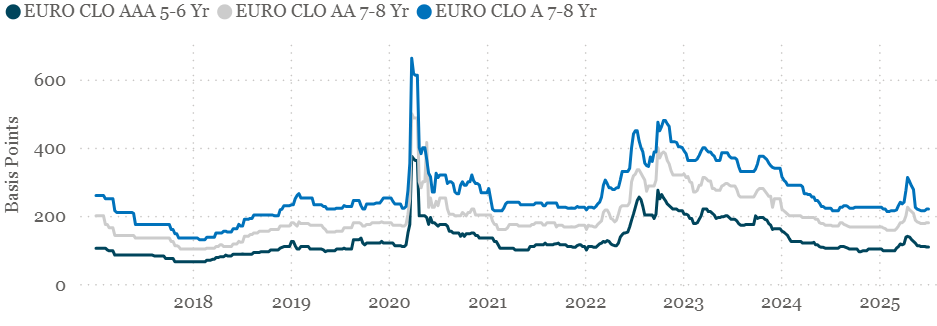 EURO CLO AAA 5-6 Yr EURO CLO AA 7-8 Yr EURO CLO A 7-8 Yr
Basis Points
600
400
200
0
2018 2019 2020 2021 2022 2023 2024 2025